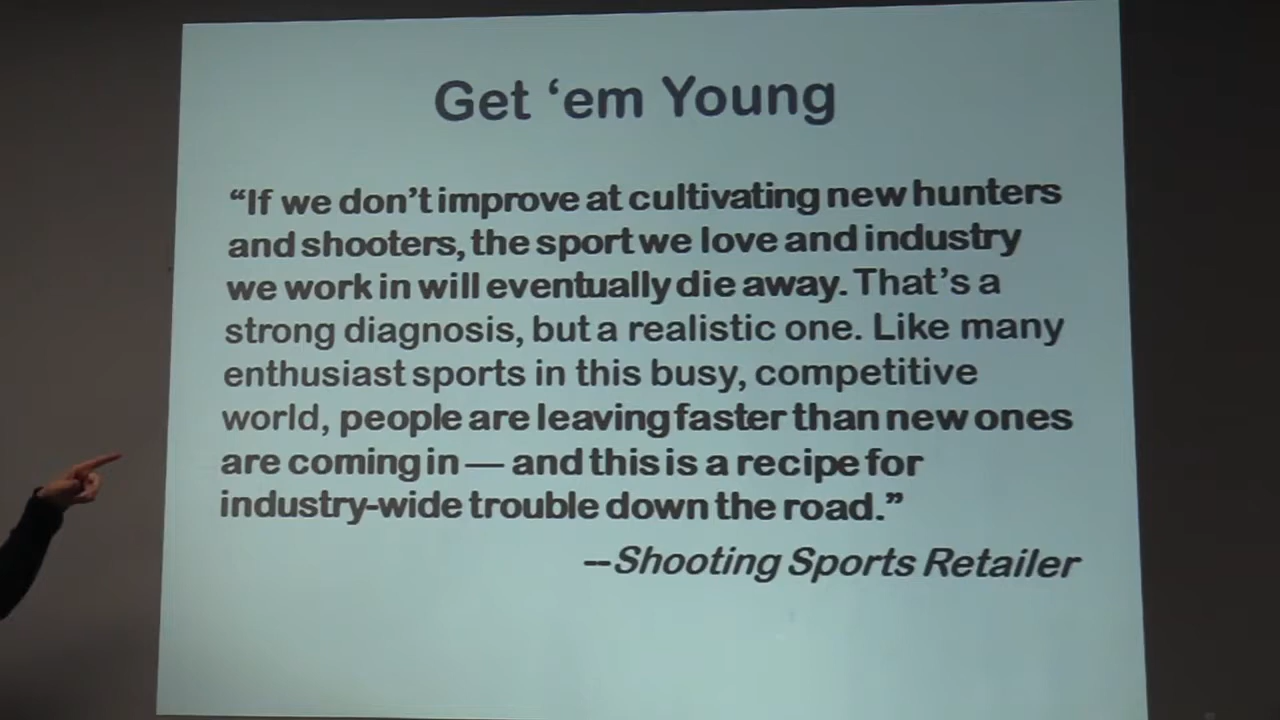 Get ‘em Young
“If we don’t improve at cultivating new hunters
and shooters, the sport we love and industry
we work in will eventually die away. That’s a
strong diagnosis, but a realistic one. Like many
enthusiast sports in this busy, competitive
world, people are leaving faster than new ones
are coming in — and this is a recipe for
industry-wide trouble down the road.”
--Shooting Sports Retailer